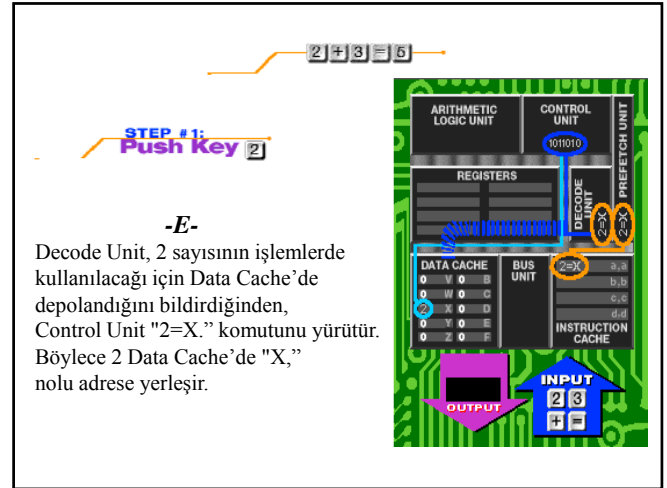 2 + 3 = 5
STEP #1:
Push Key 2
-E-
Decode Unit, 2 sayısının işlemlerde
kullanılacağı için Data Cache’de
depolandığını bildirdiğinden,
Control Unit "2=X.” komutunu yürütür.
Böylece 2 Data Cache’de "X,”
nolu adrese yerleşir.
ARITHMETIC
LOGIC UNIT
CONTROL
UNIT
1011010
PREFETCH UNIT
2=X
REGISTERS
DECODE
UNIT
2=X
DATA CACHE
0 V 0 B
0 W 0 C
2 X 0 D
0 Y 0 E
0 Z 0 F
BUS
UNIT
2=X a,a
b,b
c,c
d,d
INSTRUCTION
CACHE
OUTPUT
INPUT
2 3
+ =